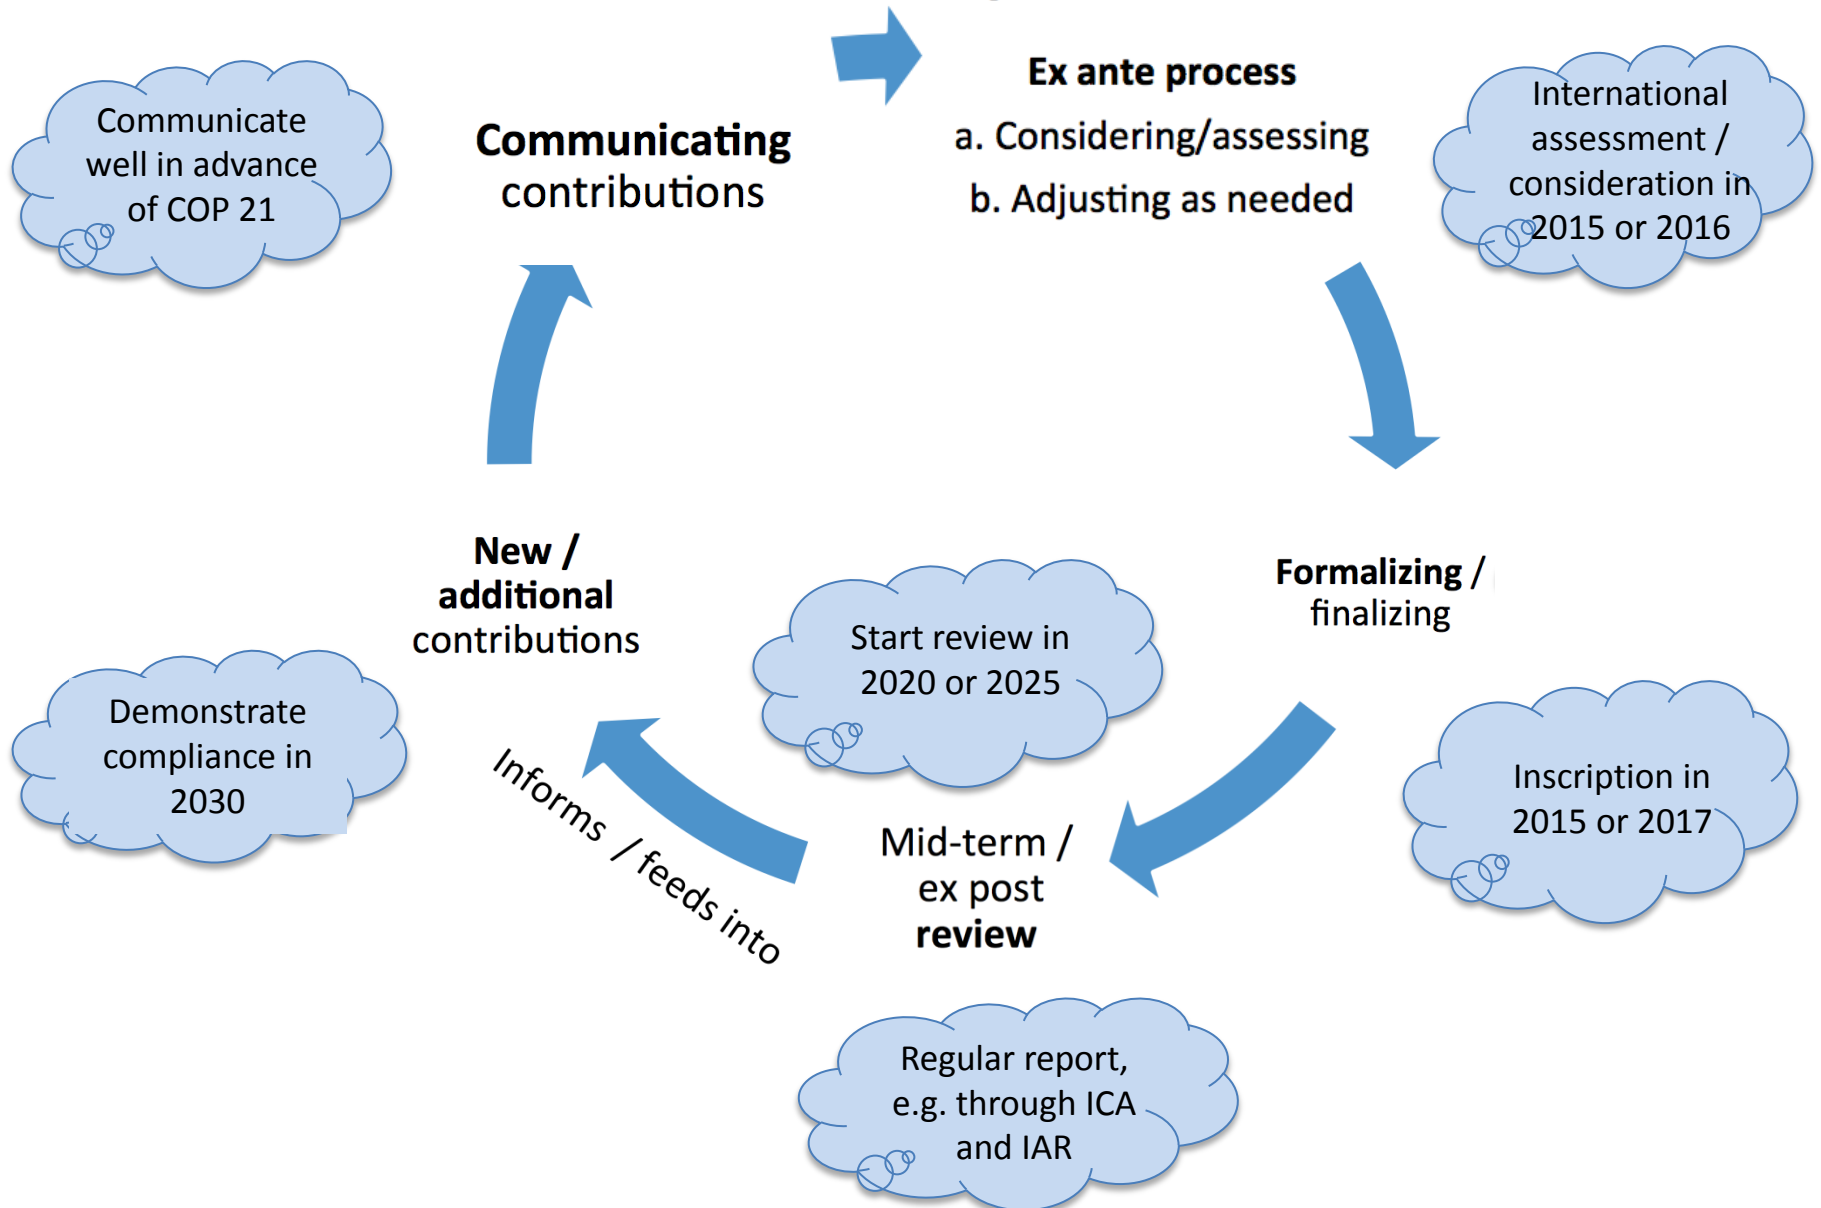 Communicate
well in advance
of COP 21
Communicating
contributions
Ex ante process
a. Considering/assessing
b. Adjusting as needed
International
assessment /
consideration in
2015 or 2016
New /
additional
contributions
Formalizing /
finalizing
Start review in
2020 or 2025
Demonstrate
compliance in
2030
Informs / feeds into
Mid-term /
ex post
review
Inscription in
2015 or 2017
Regular report,
e.g. through ICA
and IAR